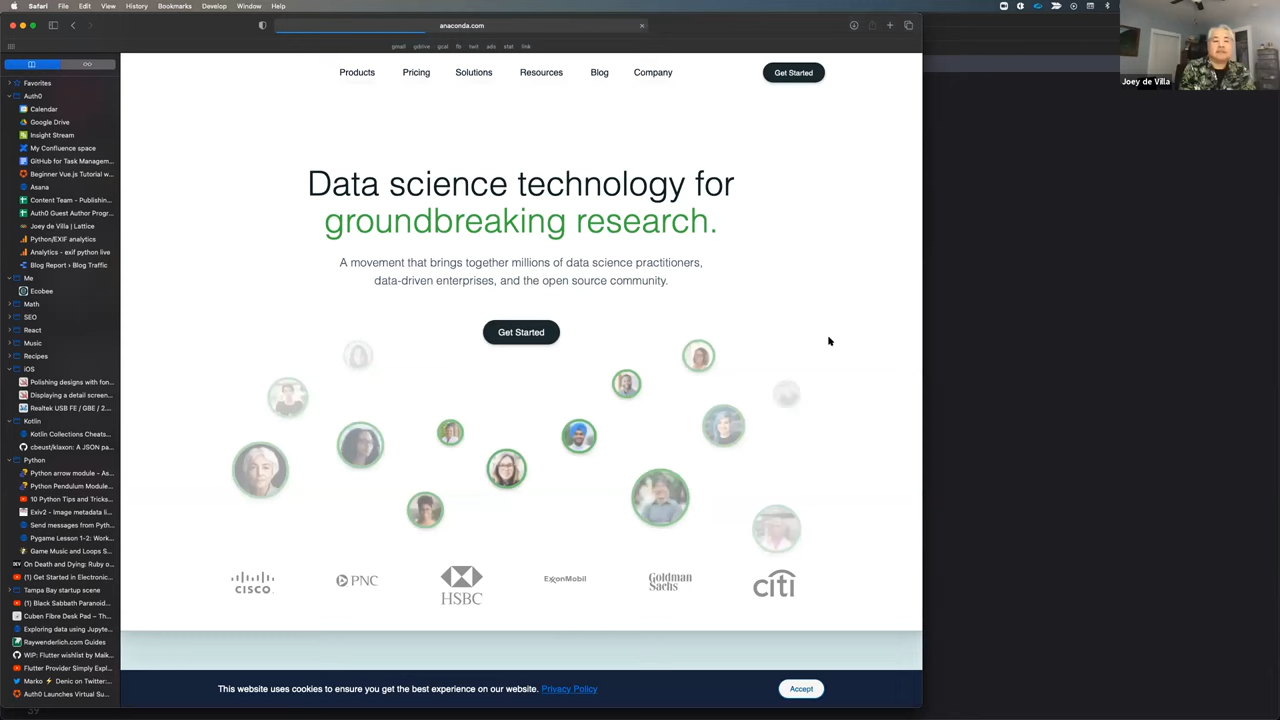 Safari File Edit View History Bookmarks Develop Window Help
anaconda.com
gmail gdrive gcal fb twit ads stat link
Favorites
Auth0
Calendar
Google Drive
Insight Stream
My Confluence space
GitHub for Task Managem...
Beginner Vue.js Tutorial w...
Asana
Content Team – Publishin...
Auth0 Guest Author Progr...
Joey de Villa | Lattice
Python/EXIF analytics
Analytics - exif python live
Blog Report › Blog Traffic
Me
Ecobee
Math
SEO
React
Music
Recipes
iOS
Polishing designs with fon...
Displaying a detail screen...
Realtek USB FE / GBE / 2....
Kotlin
Kotlin Collections Cheats...
cbeust/klaxon: A JSON pa...
Python
Python arrow module - As...
Python Pendulum Module...
10 Python Tips and Tricks...
Exiv2 - Image metadata li...
Send messages from Pyth...
Pygame Lesson 1-2: Work...
Game Music and Loops S...
DEV On Death and Dying: Ruby o...
(1) Get Started in Electronic...
Tampa Bay startup scene
(1) Black Sabbath Paranoid...
Cuben Fibre Desk Pad – Th...
Exploring data using Jupyte...
Raywenderlich.com Guides
WIP: Flutter wishlist by Maik...
Flutter Provider Simply Expl...
Marko ⚡ Denic on Twitter:...
Auth0 Launches Virtual Su...
39
Products Pricing Solutions Resources Blog Company Get Started
Data science technology for
groundbreaking research.
A movement that brings together millions of data science practitioners,
data-driven enterprises, and the open source community.
Get Started
CISCO PNC HSBC ExxonMobil Goldman Sachs citi
This website uses cookies to ensure you get the best experience on our website. Privacy Policy Accept
Joey de Villa